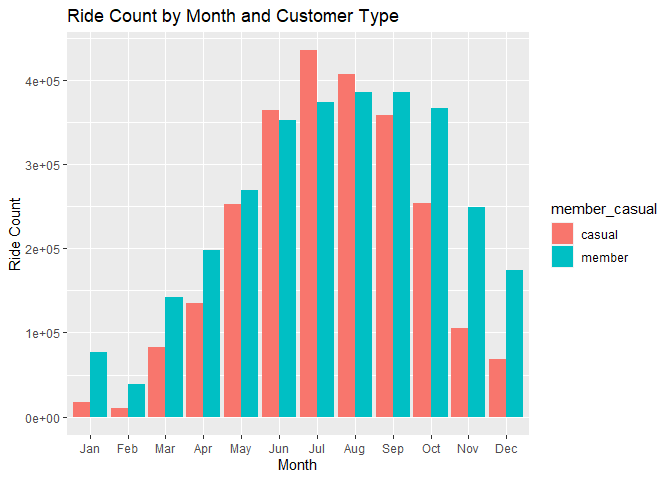 Ride Count by Month and Customer Type
4e+05
3e+05
2e+05
1e+05
0e+00
Ride Count
Jan Feb Mar Apr May Jun Jul Aug Sep Oct Nov Dec
Month
member_casual
casual
member